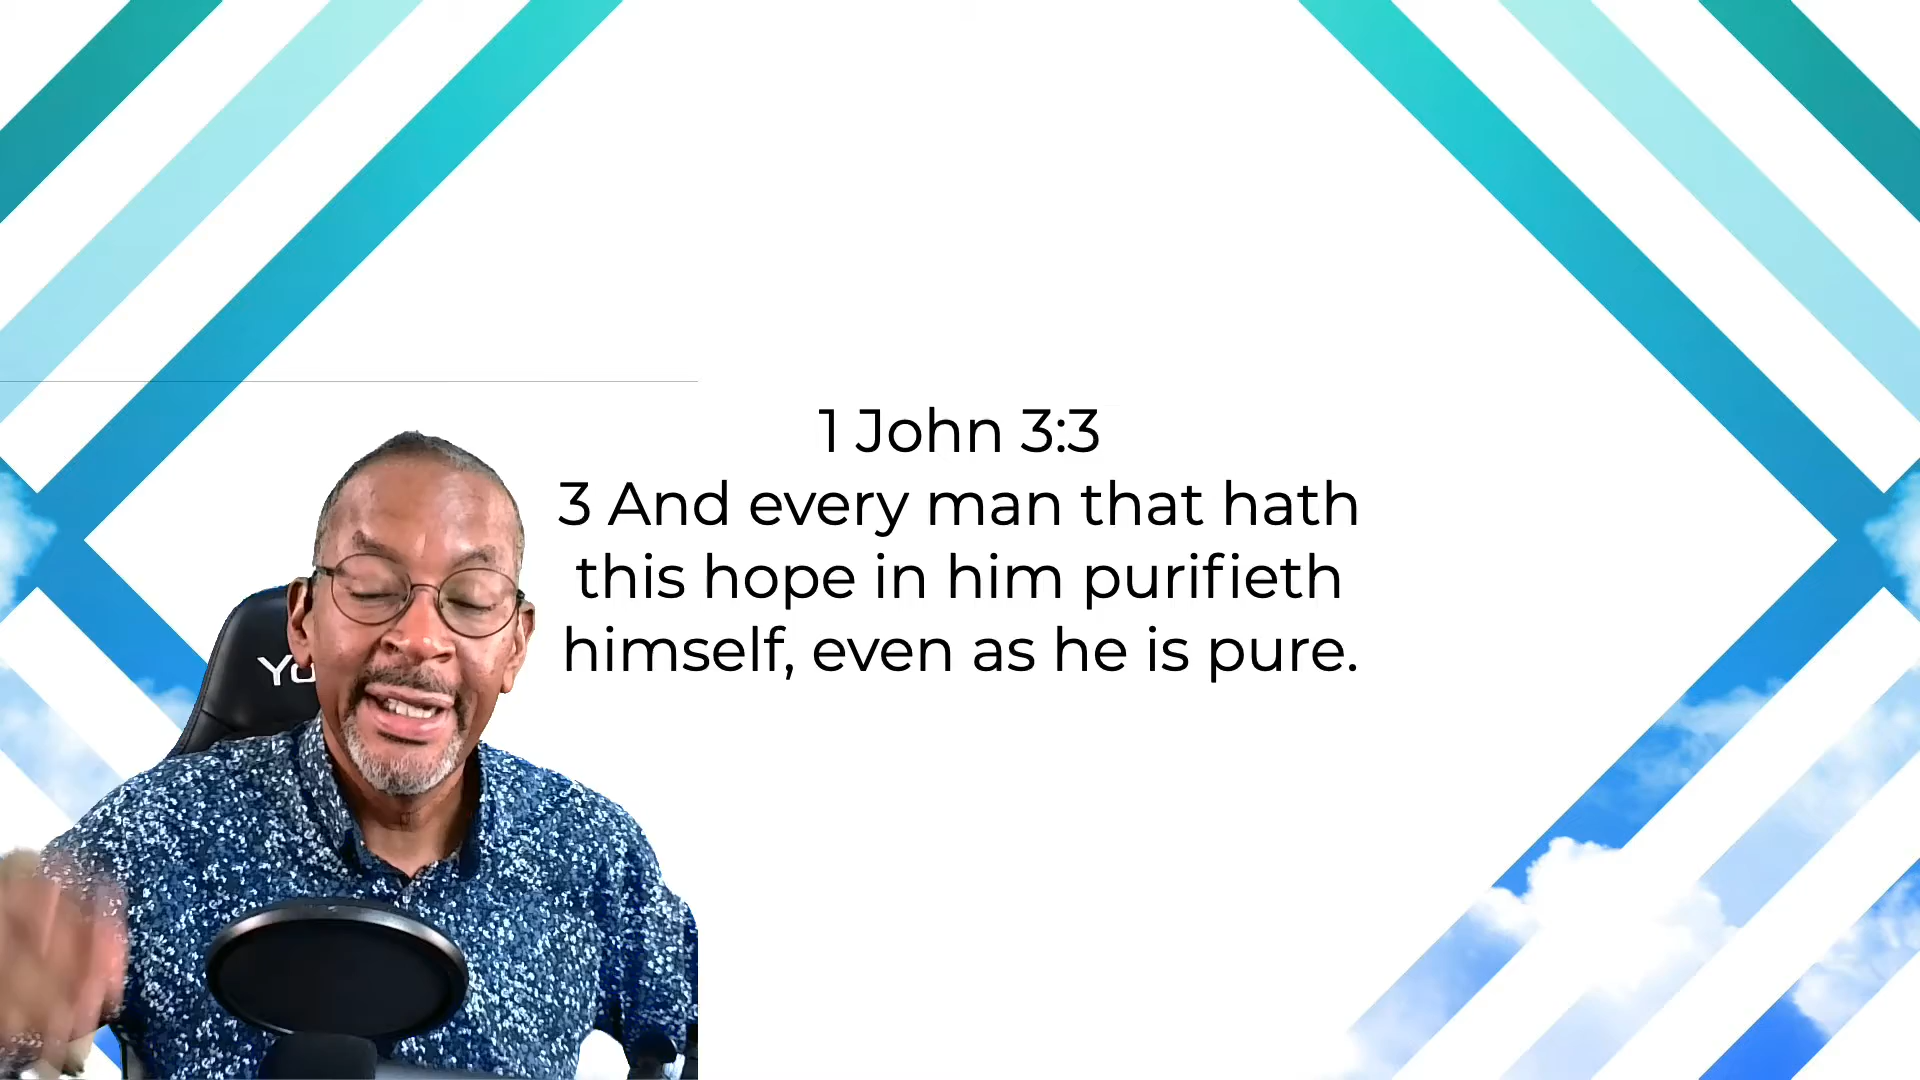 1 John 3:3
3 And every man that hath
this hope in him purifieth
himself, even as he is pure.